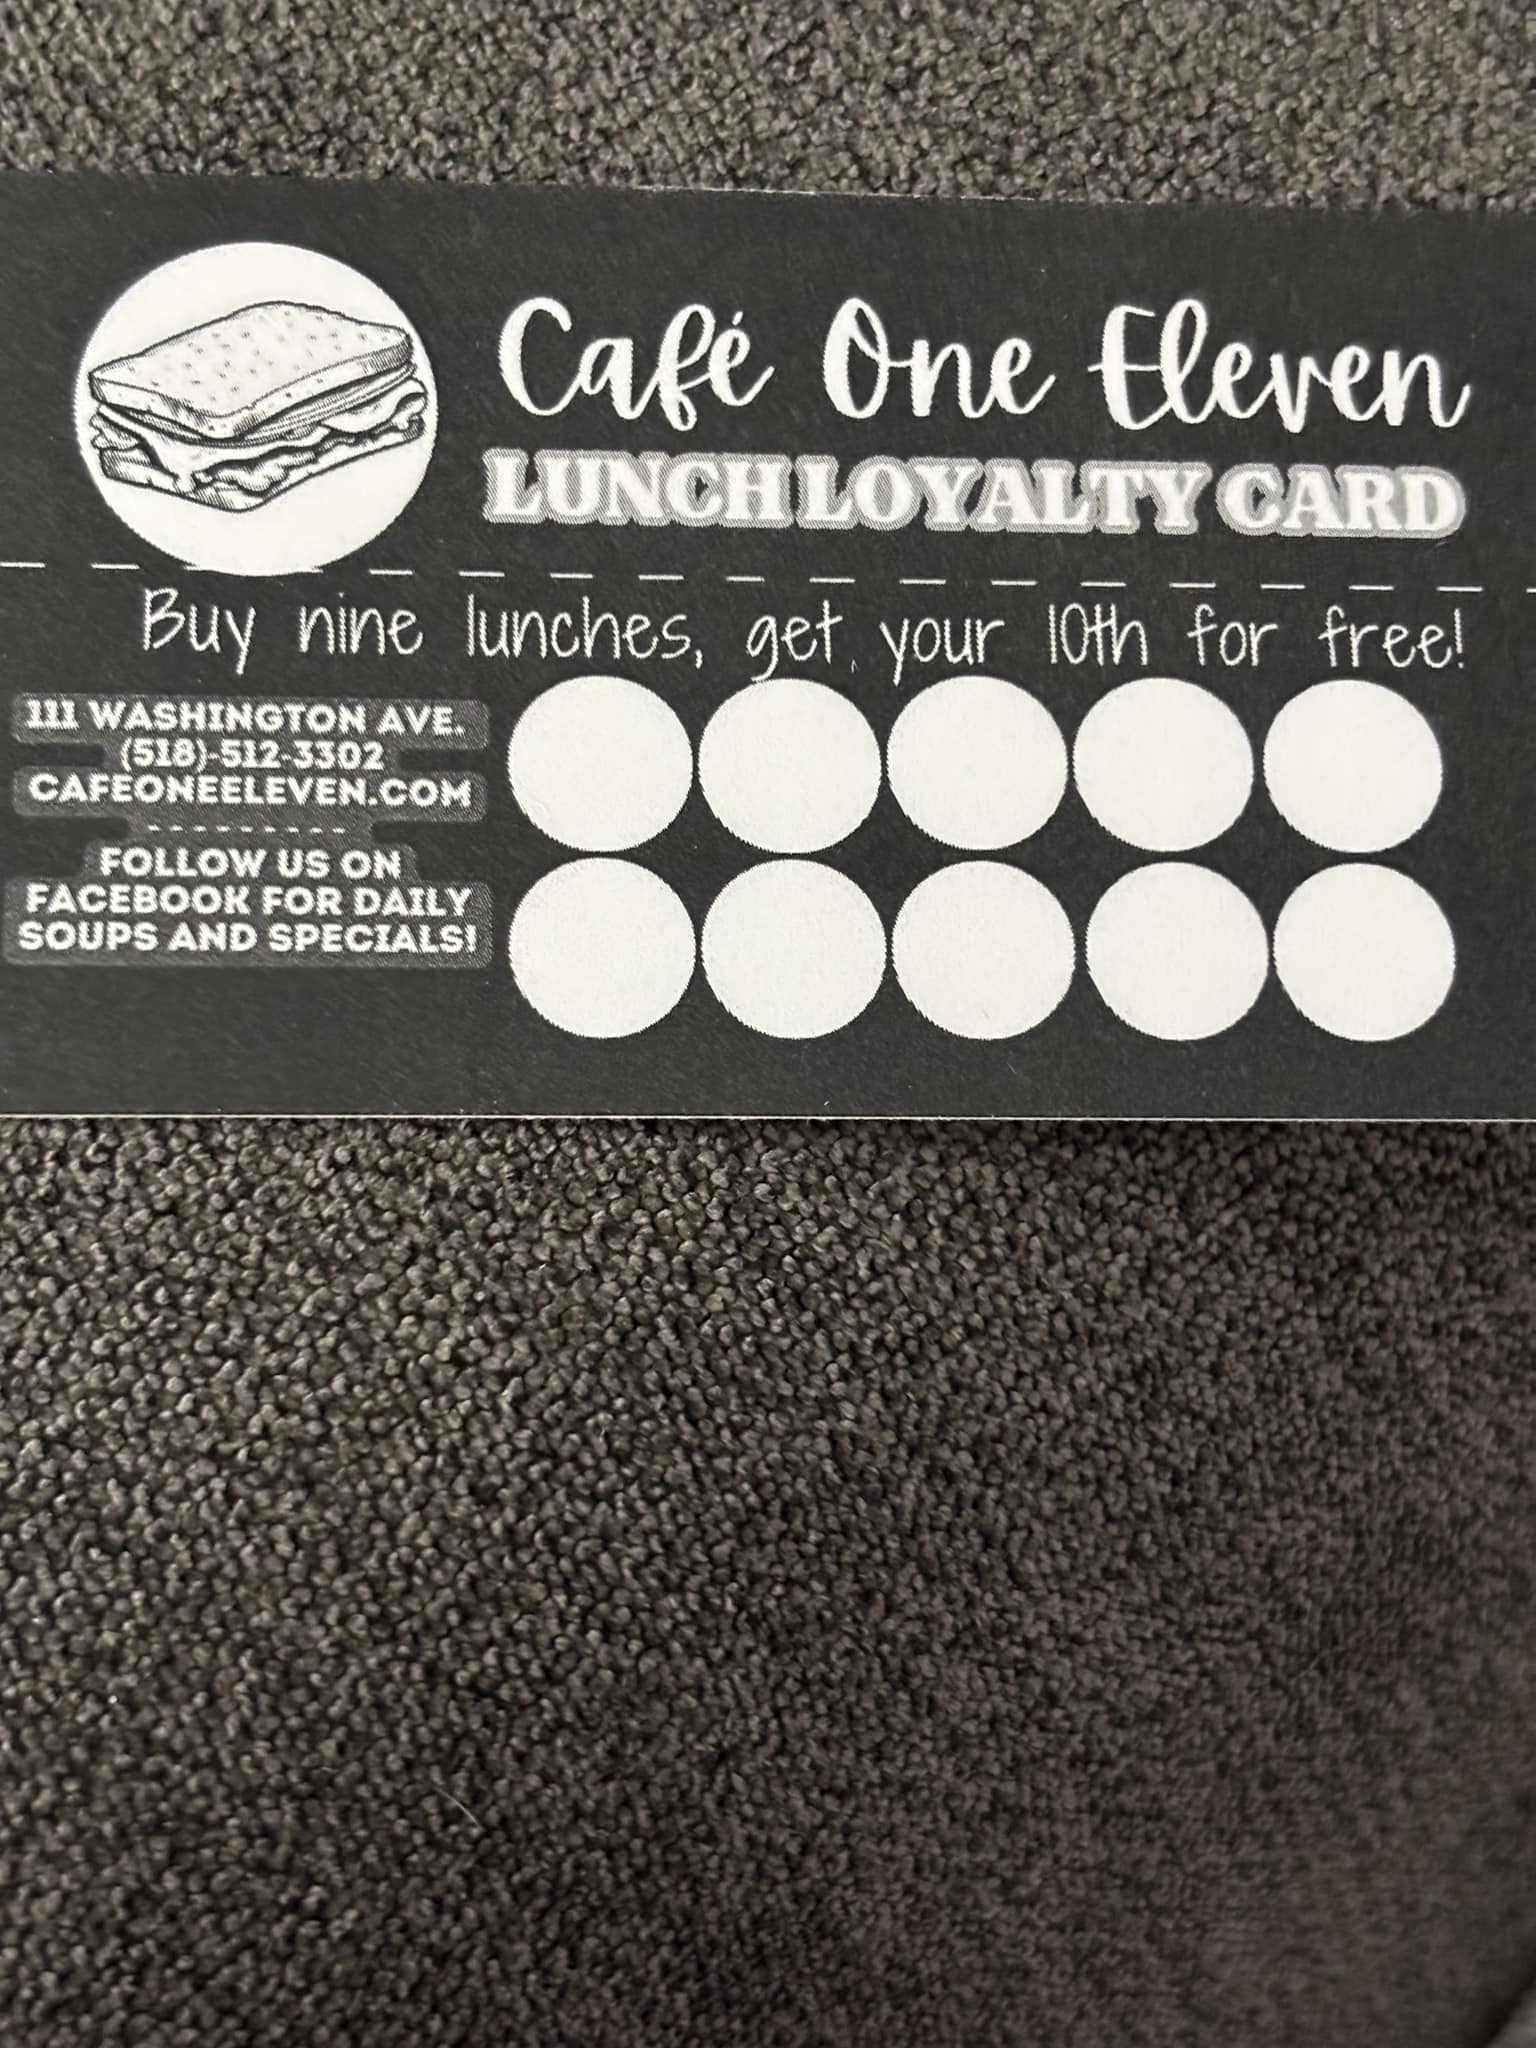 Café One Eleven
LUNCH LOYALTY CARD
Buy nine lunches, get your 10th for free!
111 WASHINGTON AVE.
(518)-512-3302
CAFEONEELEVEN.COM
---------
FOLLOW US ON
FACEBOOK FOR DAILY
SOUPS AND SPECIALS!